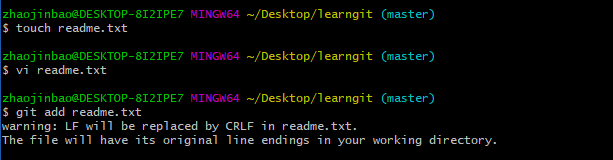 zhaojinbao@DESKTOP-8I2IPE7 MINGW64 ~/Desktop/learngit (master)
$ touch readme.txt
zhaojinbao@DESKTOP-8I2IPE7 MINGW64 ~/Desktop/learngit (master)
$ vi readme.txt
zhaojinbao@DESKTOP-8I2IPE7 MINGW64 ~/Desktop/learngit (master)
$ git add readme.txt
warning: LF will be replaced by CRLF in readme.txt.
The file will have its original line endings in your working directory.